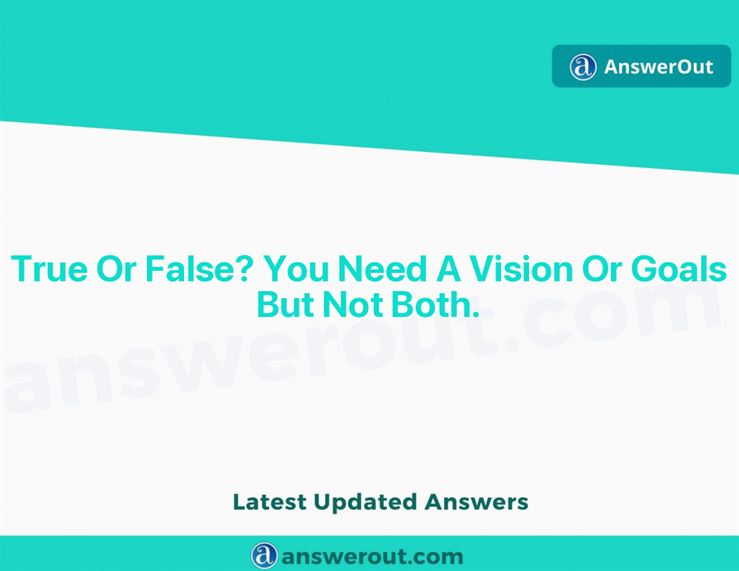 AnswerOut
True Or False? You Need A Vision Or Goals
But Not Both.
answerout.com
Latest Updated Answers
answerout.com